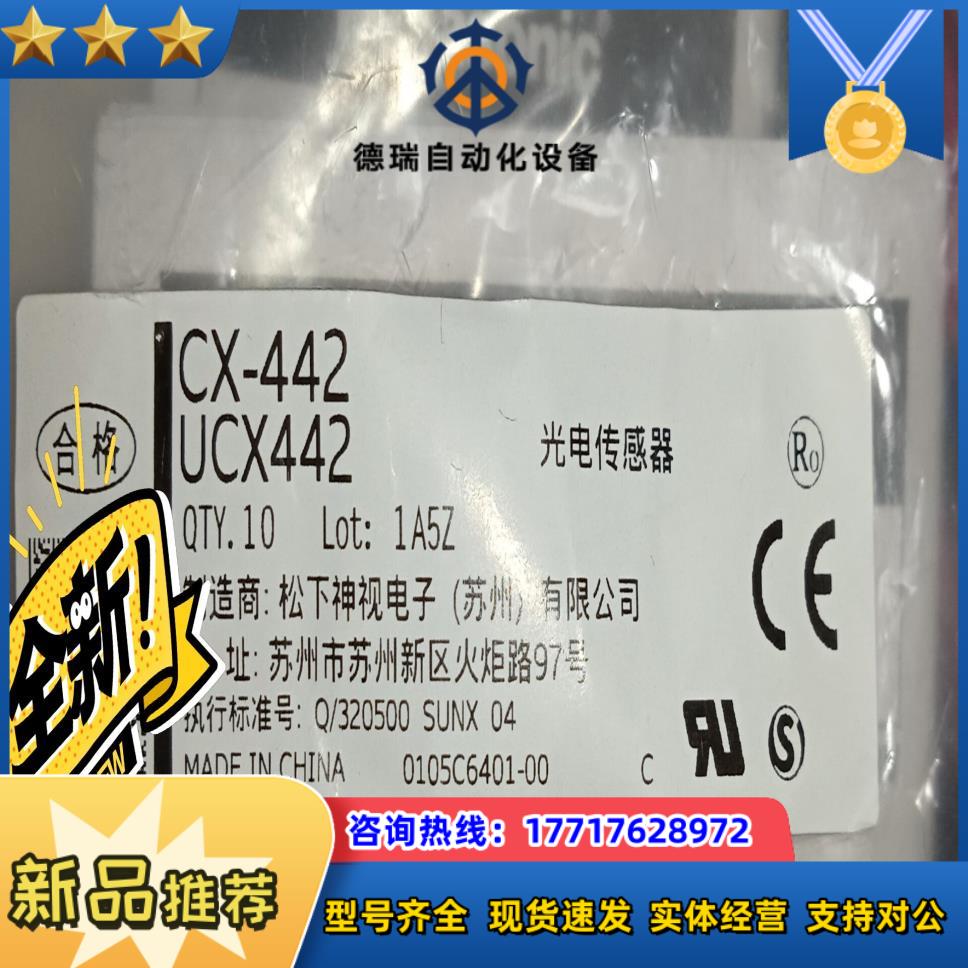 德瑞自动化设备
CX-442
UCX442
光电传感器
合格
QTY.10 Lot: 1A5Z
制造商: 松下神视电子 (苏州) 有限公司
址: 苏州市苏州新区火炬路97号
执行标准号: Q/320500 SUNX 04
MADE IN CHINA 0105C6401-00 C
全新!
咨询热线：17717628972
新品推荐
型号齐全 现货速发 实体经营 支持对公